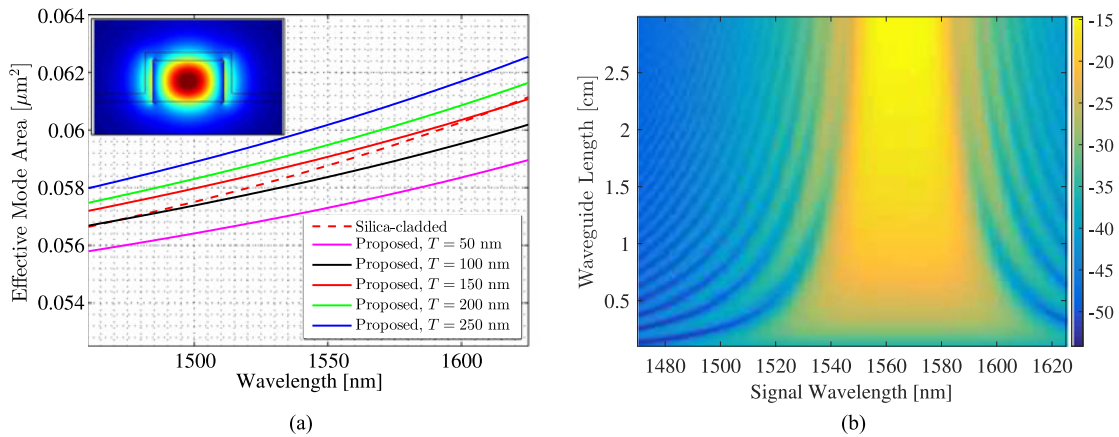 0.064
0.062
0.06
0.058
0.056
0.054
Effective Mode Area [μm²]
Silica-cladded
Proposed, T = 50 nm
Proposed, T = 100 nm
Proposed, T = 150 nm
Proposed, T = 200 nm
Proposed, T = 250 nm
1500 1550 1600
Wavelength [nm]
(a)
2.5
2
1.5
1
0.5
Waveguide Length [cm]
1480 1500 1520 1540 1560 1580 1600 1620
Signal Wavelength [nm]
-15
-20
-25
-30
-35
-40
-45
-50
(b)